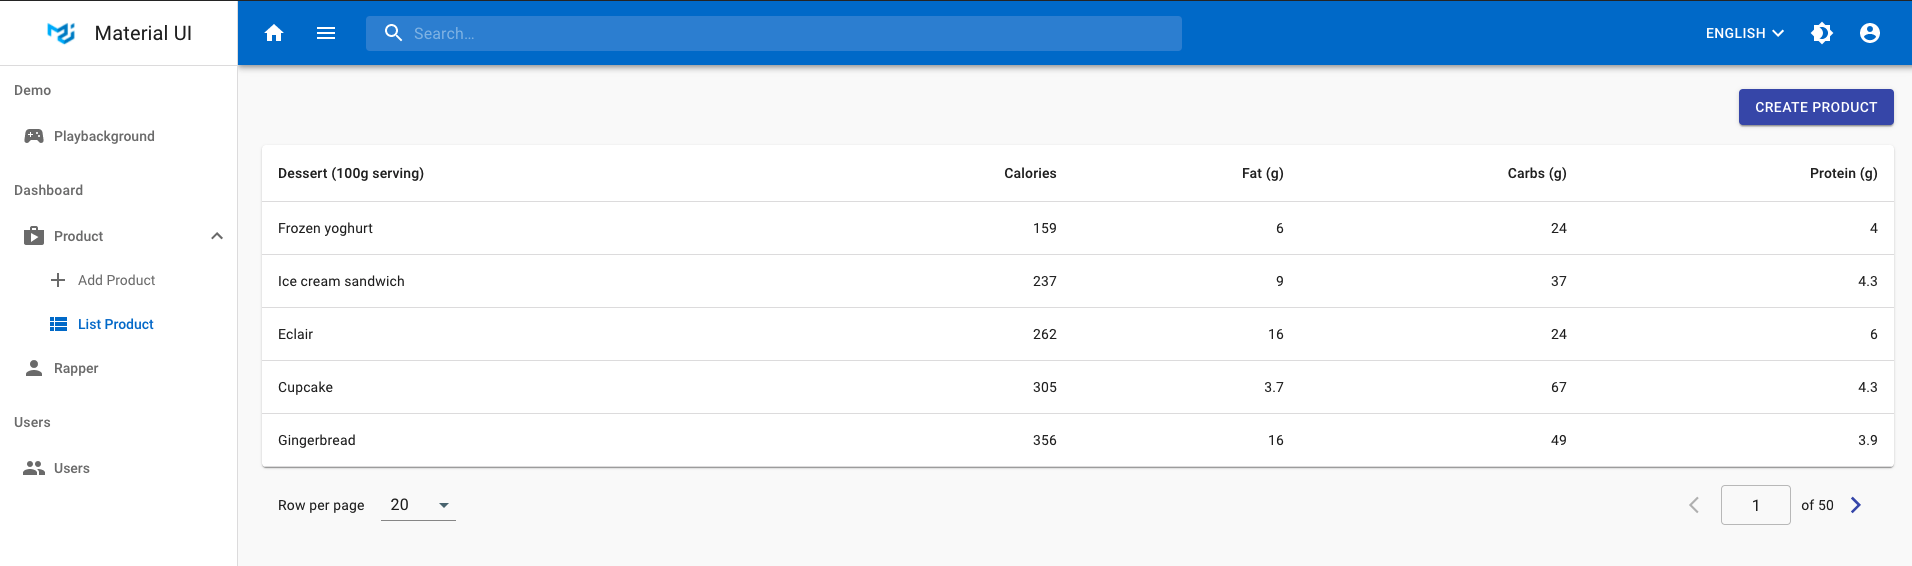 Material UI
Search...
ENGLISH
Demo
Playbackground
Dashboard
Product
Add Product
List Product
Rapper
Users
Users
CREATE PRODUCT
Dessert (100g serving) Calories Fat (g) Carbs (g) Protein (g)
Frozen yoghurt 159 6 24 4
Ice cream sandwich 237 9 37 4.3
Eclair 262 16 24 6
Cupcake 305 3.7 67 4.3
Gingerbread 356 16 49 3.9
Row per page 20 1 of 50